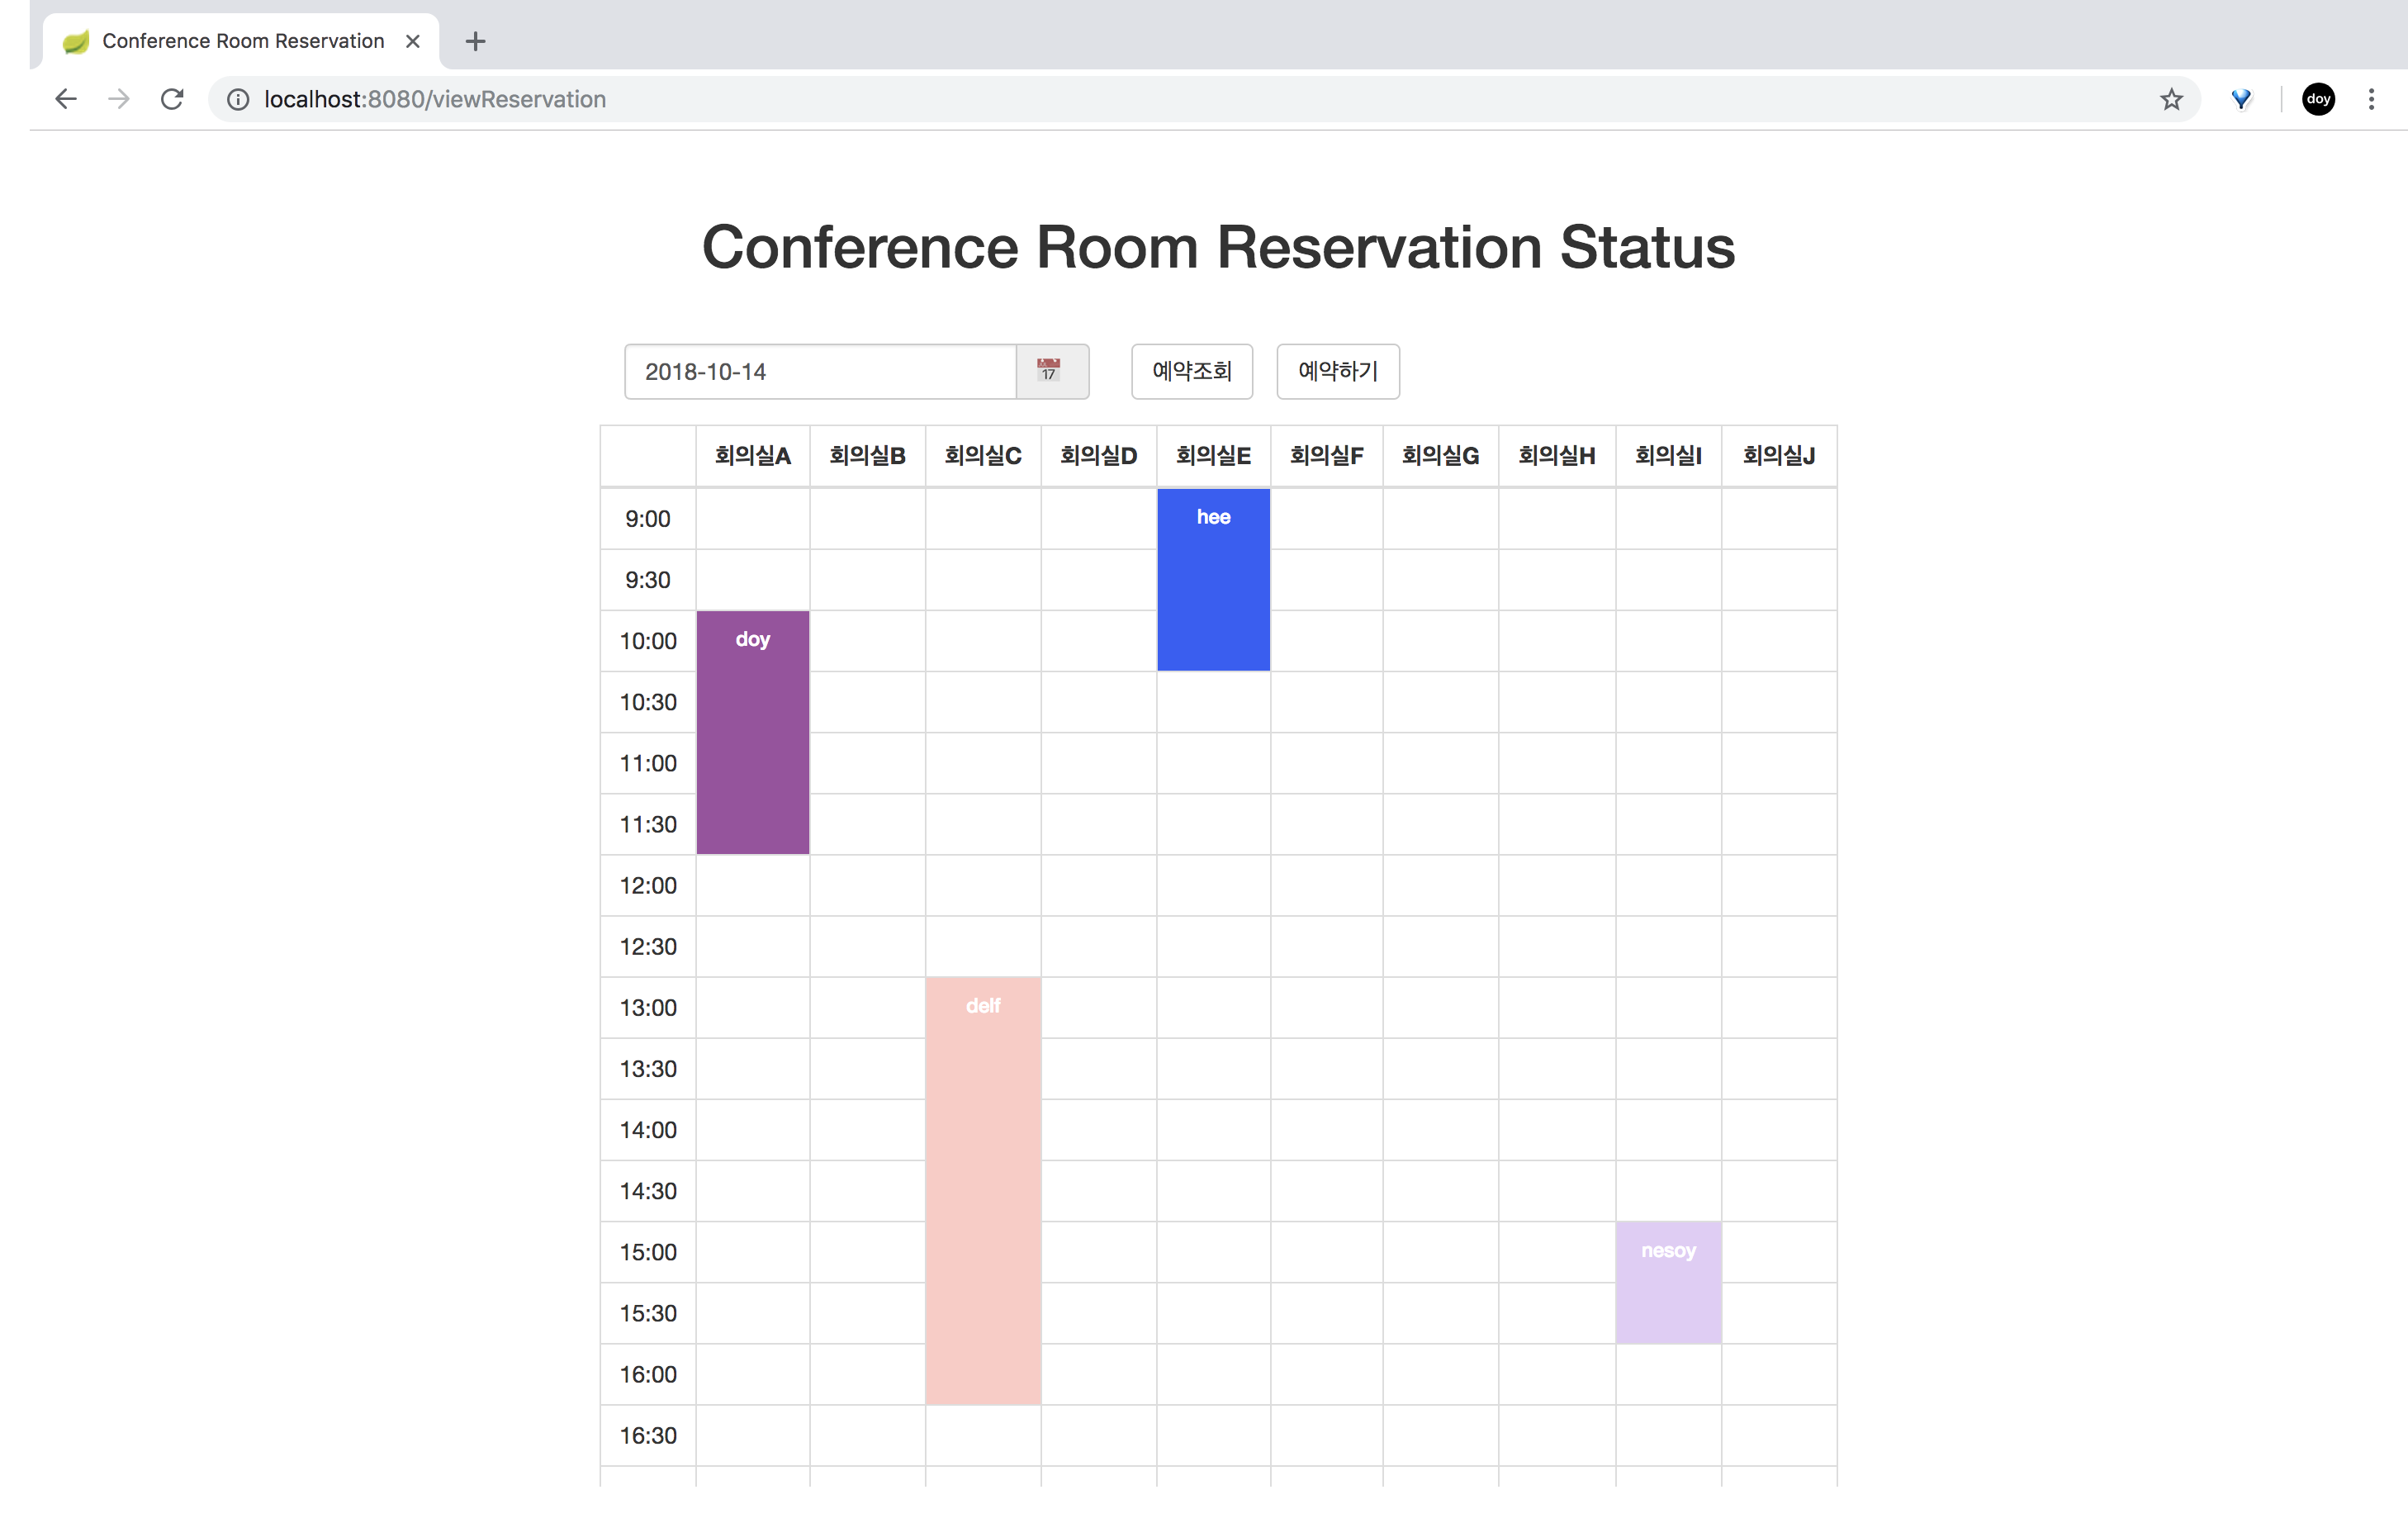 Conference Room Reservation
localhost:8080/viewReservation
doy
Conference Room Reservation Status
2018-10-14 17 예약조회 예약하기
회의실A 회의실B 회의실C 회의실D 회의실E 회의실F 회의실G 회의실H 회의실I 회의실J
9:00 hee
9:30
10:00 doy
10:30
11:00
11:30
12:00
12:30
13:00 delf
13:30
14:00
14:30
15:00 nesoy
15:30
16:00
16:30